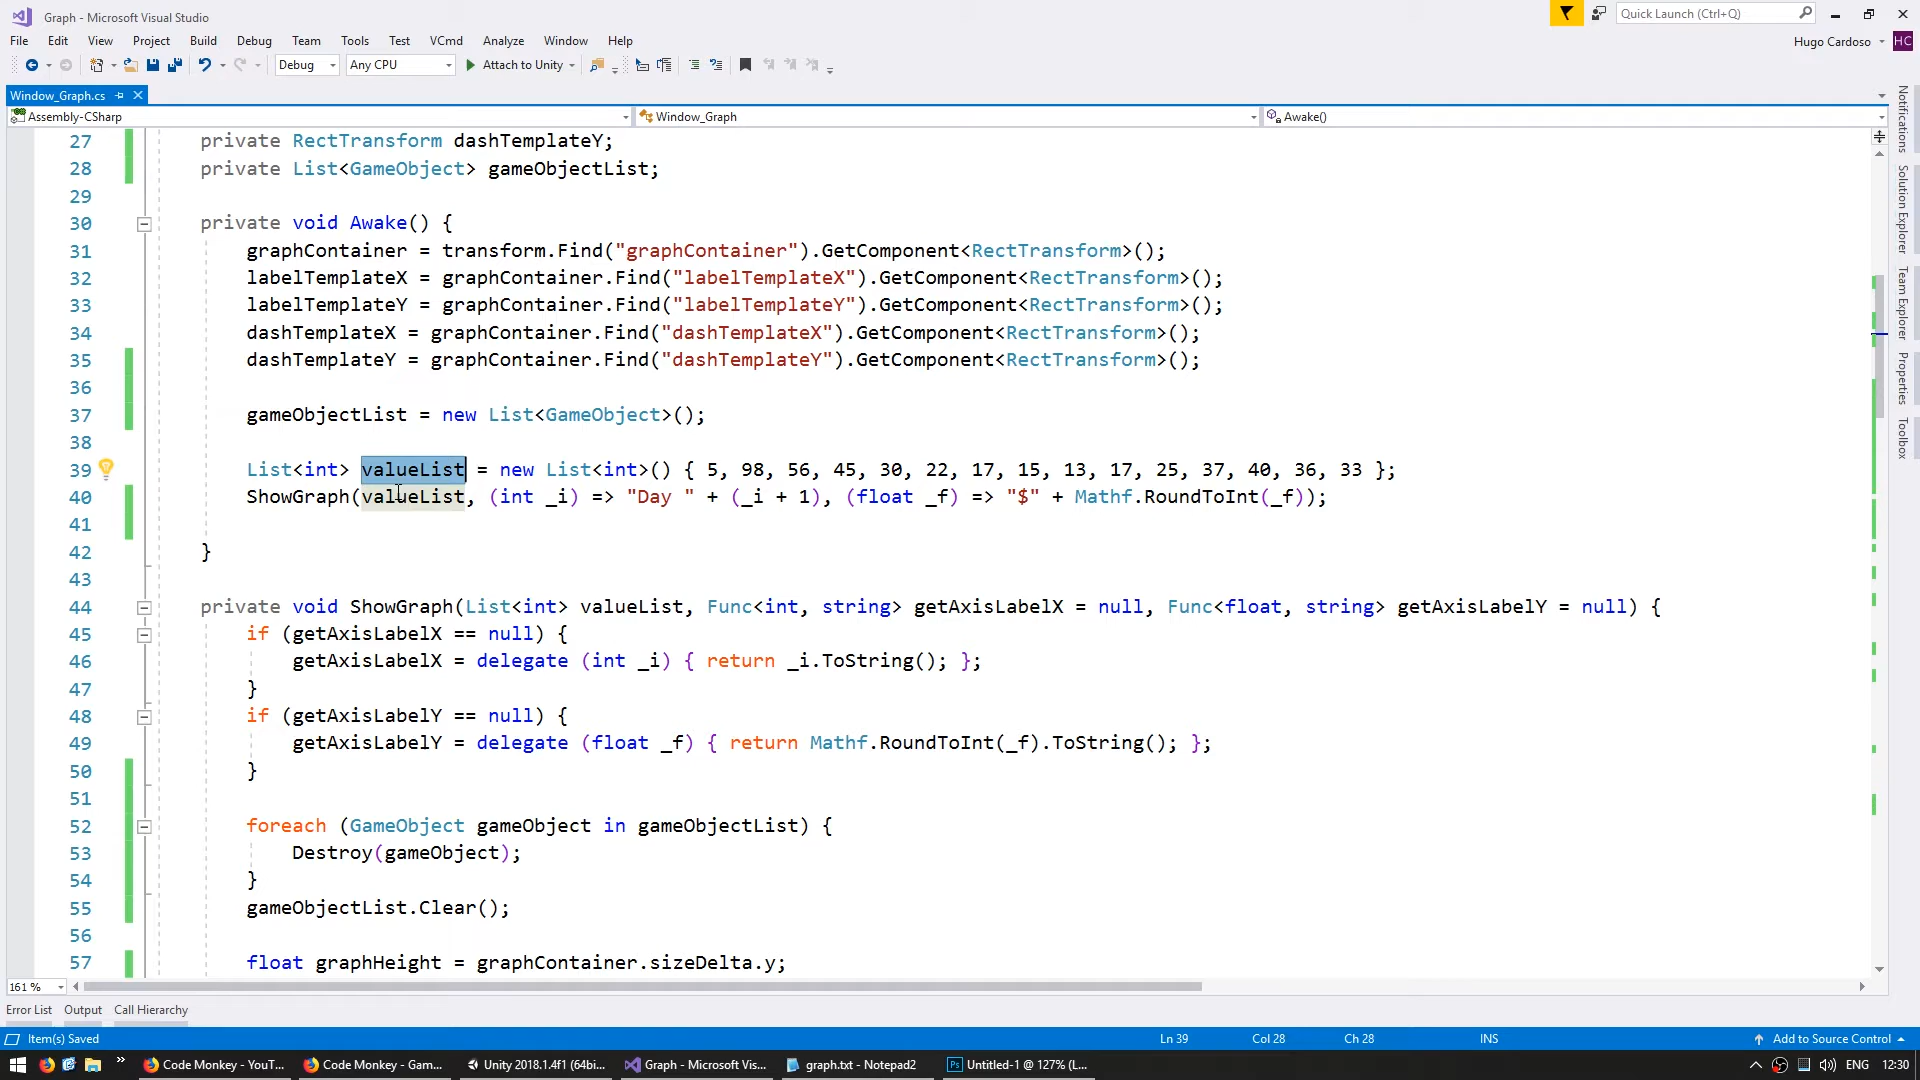 Graph - Microsoft Visual Studio
Quick Launch (Ctrl+Q)
File Edit View Project Build Debug Team Tools Test VCmd Analyze Window Help
Hugo Cardoso HC
Debug Any CPU Attach to Unity
Window_Graph.cs
Assembly-CSharp Window_Graph Awake()
27 private RectTransform dashTemplateY;
28 private List<GameObject> gameObjectList;
29
30 private void Awake() {
31 graphContainer = transform.Find("graphContainer").GetComponent<RectTransform>();
32 labelTemplateX = graphContainer.Find("labelTemplateX").GetComponent<RectTransform>();
33 labelTemplateY = graphContainer.Find("labelTemplateY").GetComponent<RectTransform>();
34 dashTemplateX = graphContainer.Find("dashTemplateX").GetComponent<RectTransform>();
35 dashTemplateY = graphContainer.Find("dashTemplateY").GetComponent<RectTransform>();
36
37 gameObjectList = new List<GameObject>();
38
39 List<int> valueList = new List<int>() { 5, 98, 56, 45, 30, 22, 17, 15, 13, 17, 25, 37, 40, 36, 33 };
40 ShowGraph(valueList, (int _i) => "Day " + (_i + 1), (float _f) => "$" + Mathf.RoundToInt(_f));
41
42 }
43
44 private void ShowGraph(List<int> valueList, Func<int, string> getAxisLabelX = null, Func<float, string> getAxisLabelY = null) {
45 if (getAxisLabelX == null) {
46 getAxisLabelX = delegate (int _i) { return _i.ToString(); };
47 }
48 if (getAxisLabelY == null) {
49 getAxisLabelY = delegate (float _f) { return Mathf.RoundToInt(_f).ToString(); };
50 }
51
52 foreach (GameObject gameObject in gameObjectList) {
53 Destroy(gameObject);
54 }
55 gameObjectList.Clear();
56
57 float graphHeight = graphContainer.sizeDelta.y;
Notifications
Solution Explorer
Team Explorer
Properties
Toolbox
161 %
Error List Output Call Hierarchy
Item(s) Saved Ln 39 Col 28 Ch 28 INS Add to Source Control
Code Monkey - YouT... Code Monkey - Gam... Unity 2018.1.4f1 (64bi... Graph - Microsoft Vis... graph.txt - Notepad2 Untitled-1 @ 127% (L... ENG 12:30